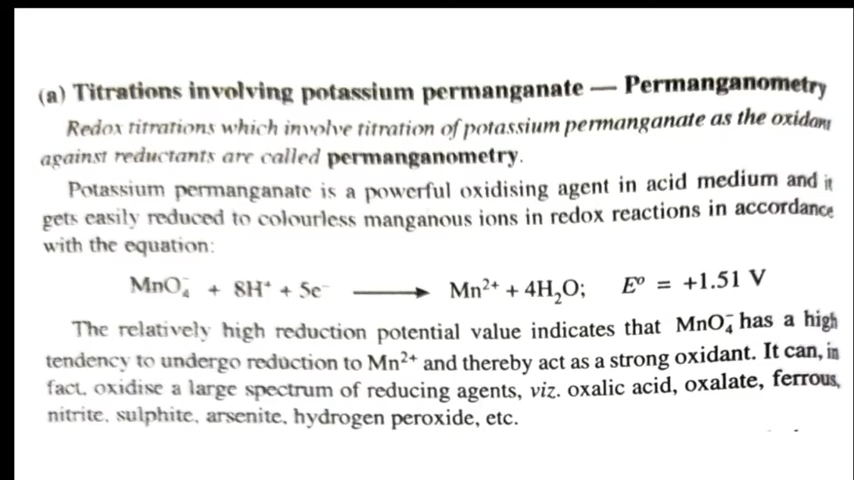 (a) Titrations involving potassium permanganate — Permanganometry
Redox titrations which involve titration of potassium permanganate as the oxidant
against reductants are called permanganometry.
Potassium permanganate is a powerful oxidising agent in acid medium and it
gets easily reduced to colourless manganous ions in redox reactions in accordance
with the equation:
MnO₄⁻ + 8H⁺ + 5e⁻ ⟶ Mn²⁺ + 4H₂O; E° = +1.51 V
The relatively high reduction potential value indicates that MnO₄⁻ has a high
tendency to undergo reduction to Mn²⁺ and thereby act as a strong oxidant. It can, in
fact, oxidise a large spectrum of reducing agents, viz. oxalic acid, oxalate, ferrous,
nitrite, sulphite, arsenite, hydrogen peroxide, etc.